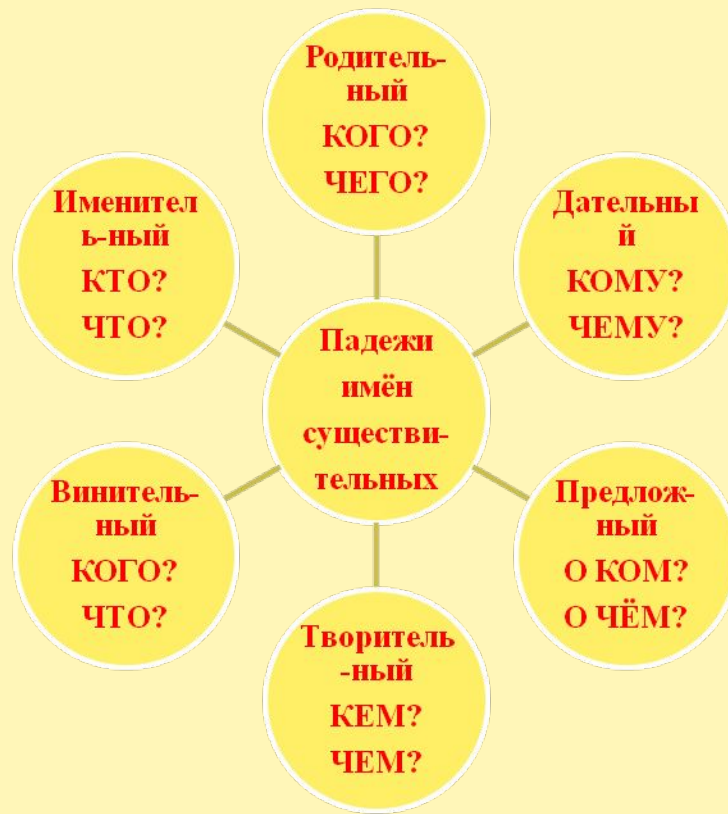 Родитель-
ный
КОГО?
ЧЕГО?
Именител
ь-ный
КТО?
ЧТО?
Дательны
й
КОМУ?
ЧЕМУ?
Падежи
имён
существи-
тельных
Винитель-
ный
КОГО?
ЧТО?
Предлож-
ный
О КОМ?
О ЧЁМ?
Творитель
-ный
КЕМ?
ЧЕМ?